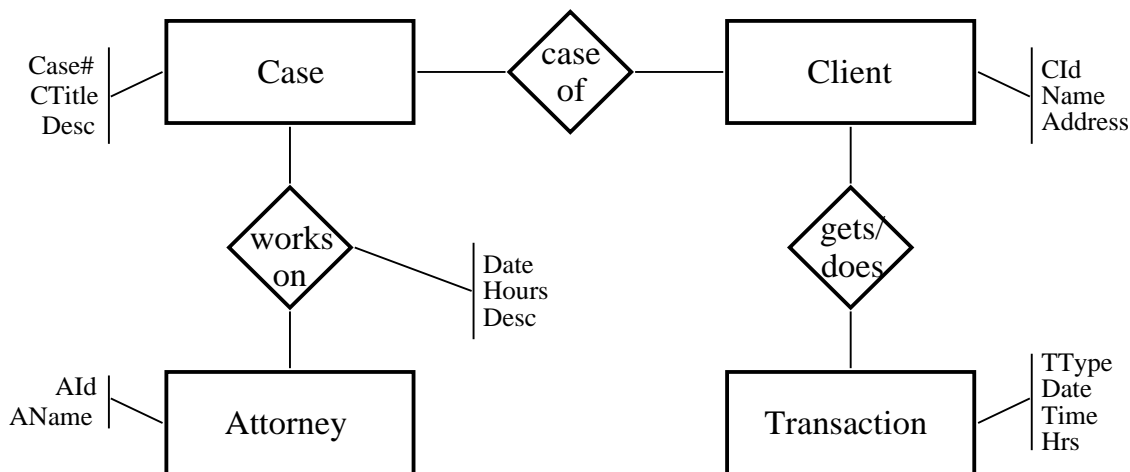 Case#
CTitle
Desc
Case
case
of
Client
CId
Name
Address
works
on
Date
Hours
Desc
gets/
does
AId
AName
Attorney
Transaction
TType
Date
Time
Hrs